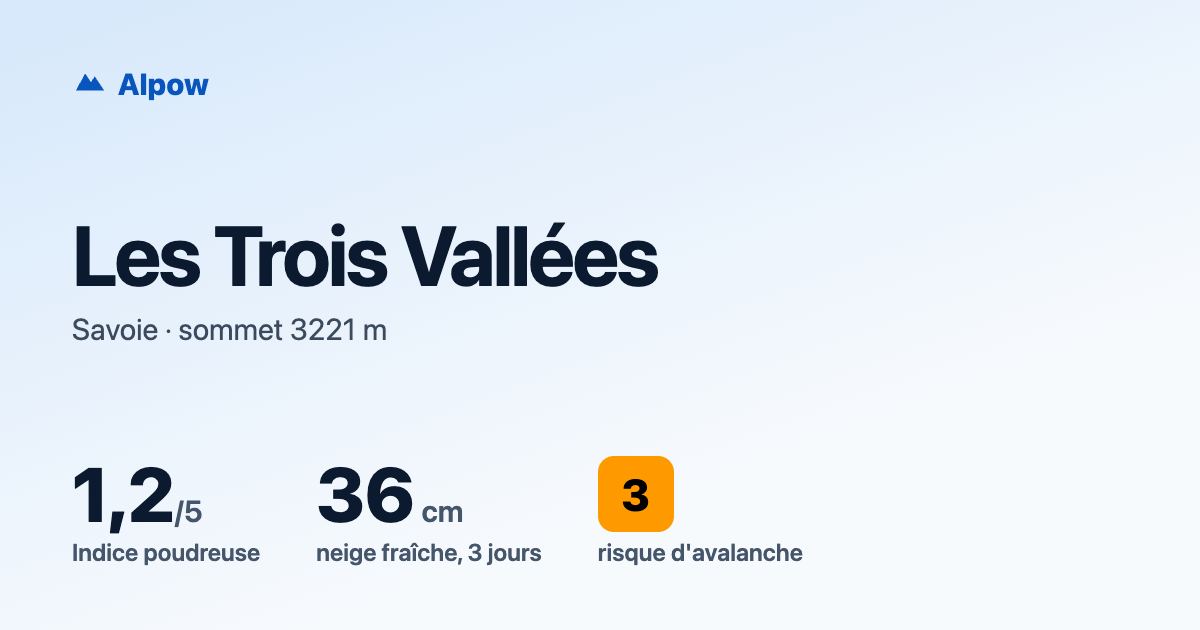 Alpow
Les Trois Vallées
Savoie · sommet 3221 m
1,2/5
Indice poudreuse
36 cm
neige fraîche, 3 jours
3
risque d'avalanche